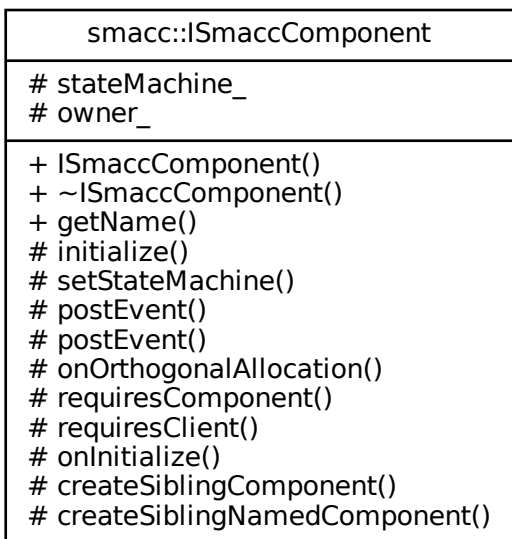 smacc::ISmaccComponent
# stateMachine_
# owner_
+ ISmaccComponent()
+ ~ISmaccComponent()
+ getName()
# initialize()
# setStateMachine()
# postEvent()
# postEvent()
# onOrthogonalAllocation()
# requiresComponent()
# requiresClient()
# onInitialize()
# createSiblingComponent()
# createSiblingNamedComponent()